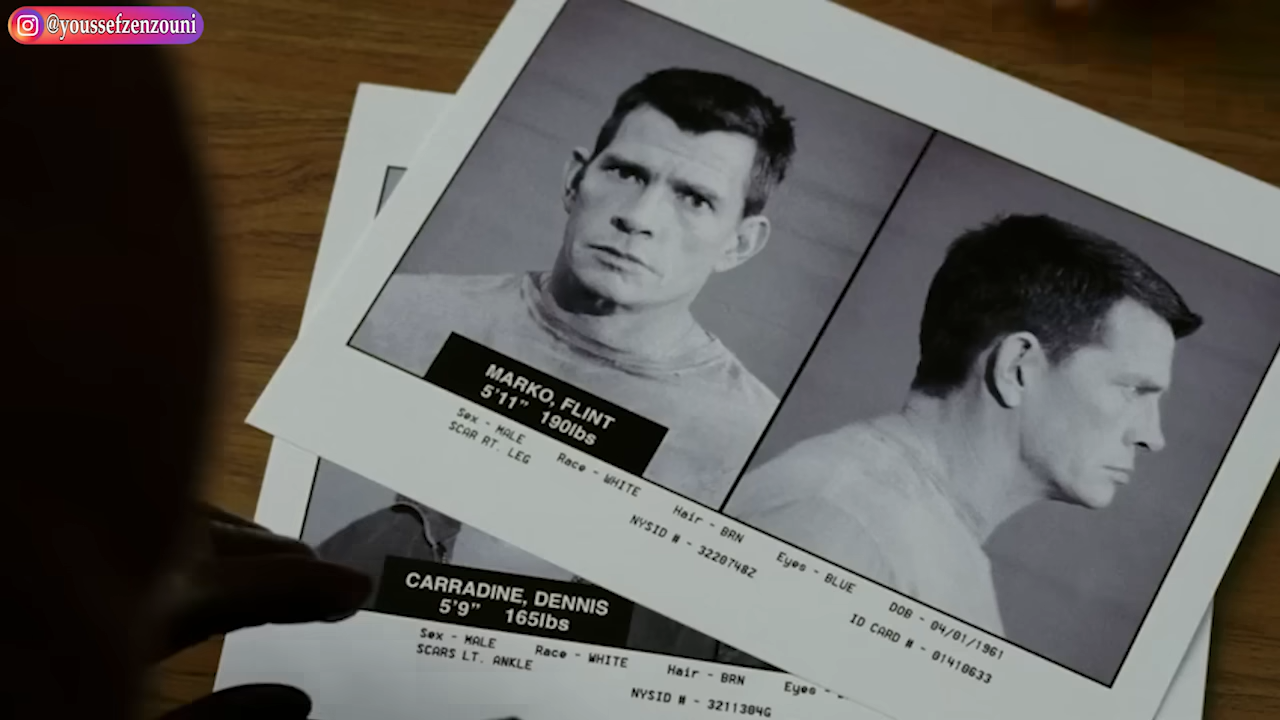 @youssefzenzouni
MARKO, FLINT
5'11" 190lbs
Sex - MALE Race - WHITE Hair - BRN Eyes - BLUE DOB - 04/01/1961
SCAR RT. LEG NYSID # - 3220748Z ID CARD # - 01410633
CARRADINE, DENNIS
5'9" 165lbs
Sex - MALE Race - WHITE Hair - BRN Eyes -
SCARS LT. ANKLE NYSID # - 3211304G